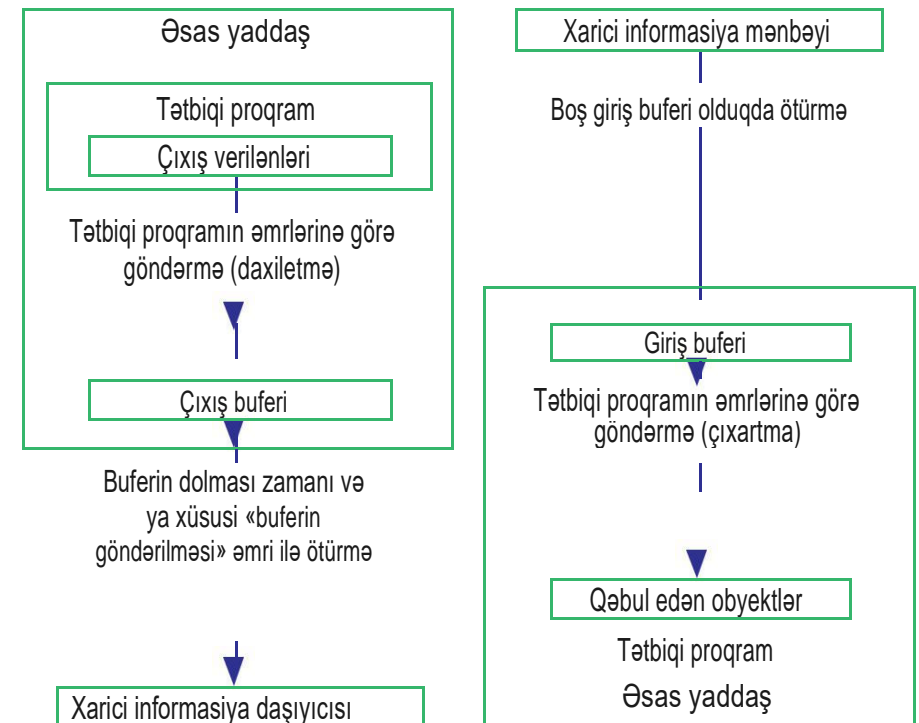 Əsas yaddaş
Tətbiqi proqram
Çıxış verilənləri
Tətbiqi proqramın əmrlərinə görə
göndərmə (daxiletmə)
Çıxış buferi
Buferin dolması zamanı və
ya xüsusi «buferin
göndərilməsi» əmri ilə ötürmə
Xarici informasiya daşıyıcısı
Xarici informasiya mənbəyi
Boş giriş buferi olduqda ötürmə
Giriş buferi
Tətbiqi proqramın əmrlərinə görə
göndərmə (çıxartma)
Qəbul edən obyektlər
Tətbiqi proqram
Əsas yaddaş